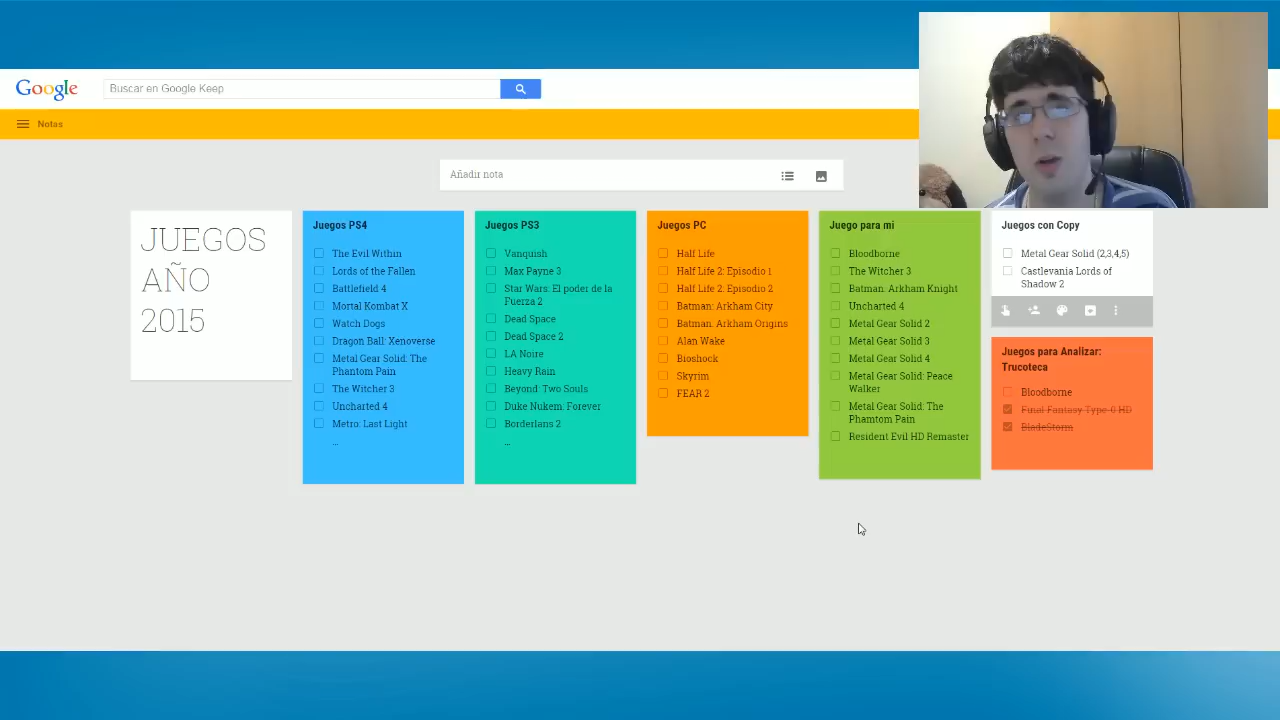 Google
Buscar en Google Keep
Notas
Añadir nota
JUEGOS
AÑO
2015
Juegos PS4
The Evil Within
Lords of the Fallen
Battlefield 4
Mortal Kombat X
Watch Dogs
Dragon Ball: Xenoverse
Metal Gear Solid: The
Phantom Pain
The Witcher 3
Uncharted 4
Metro: Last Light
...
Juegos PS3
Vanquish
Max Payne 3
Star Wars: El poder de la
Fuerza 2
Dead Space
Dead Space 2
LA Noire
Heavy Rain
Beyond: Two Souls
Duke Nukem: Forever
Borderlans 2
...
Juegos PC
Half Life
Half Life 2: Episodio 1
Half Life 2: Episodio 2
Batman: Arkham City
Batman: Arkham Origins
Alan Wake
Bioshock
Skyrim
FEAR 2
Juego para mi
Bloodborne
The Witcher 3
Batman: Arkham Knight
Uncharted 4
Metal Gear Solid 2
Metal Gear Solid 3
Metal Gear Solid 4
Metal Gear Solid: Peace
Walker
Metal Gear Solid: The
Phamtom Pain
Resident Evil HD Remaster
Juegos con Copy
Metal Gear Solid (2,3,4,5)
Castlevania Lords of
Shadow 2
Juegos para Analizar:
Trucoteca
Bloodborne
Final Fantasy Type-0 HD
BladeStorm